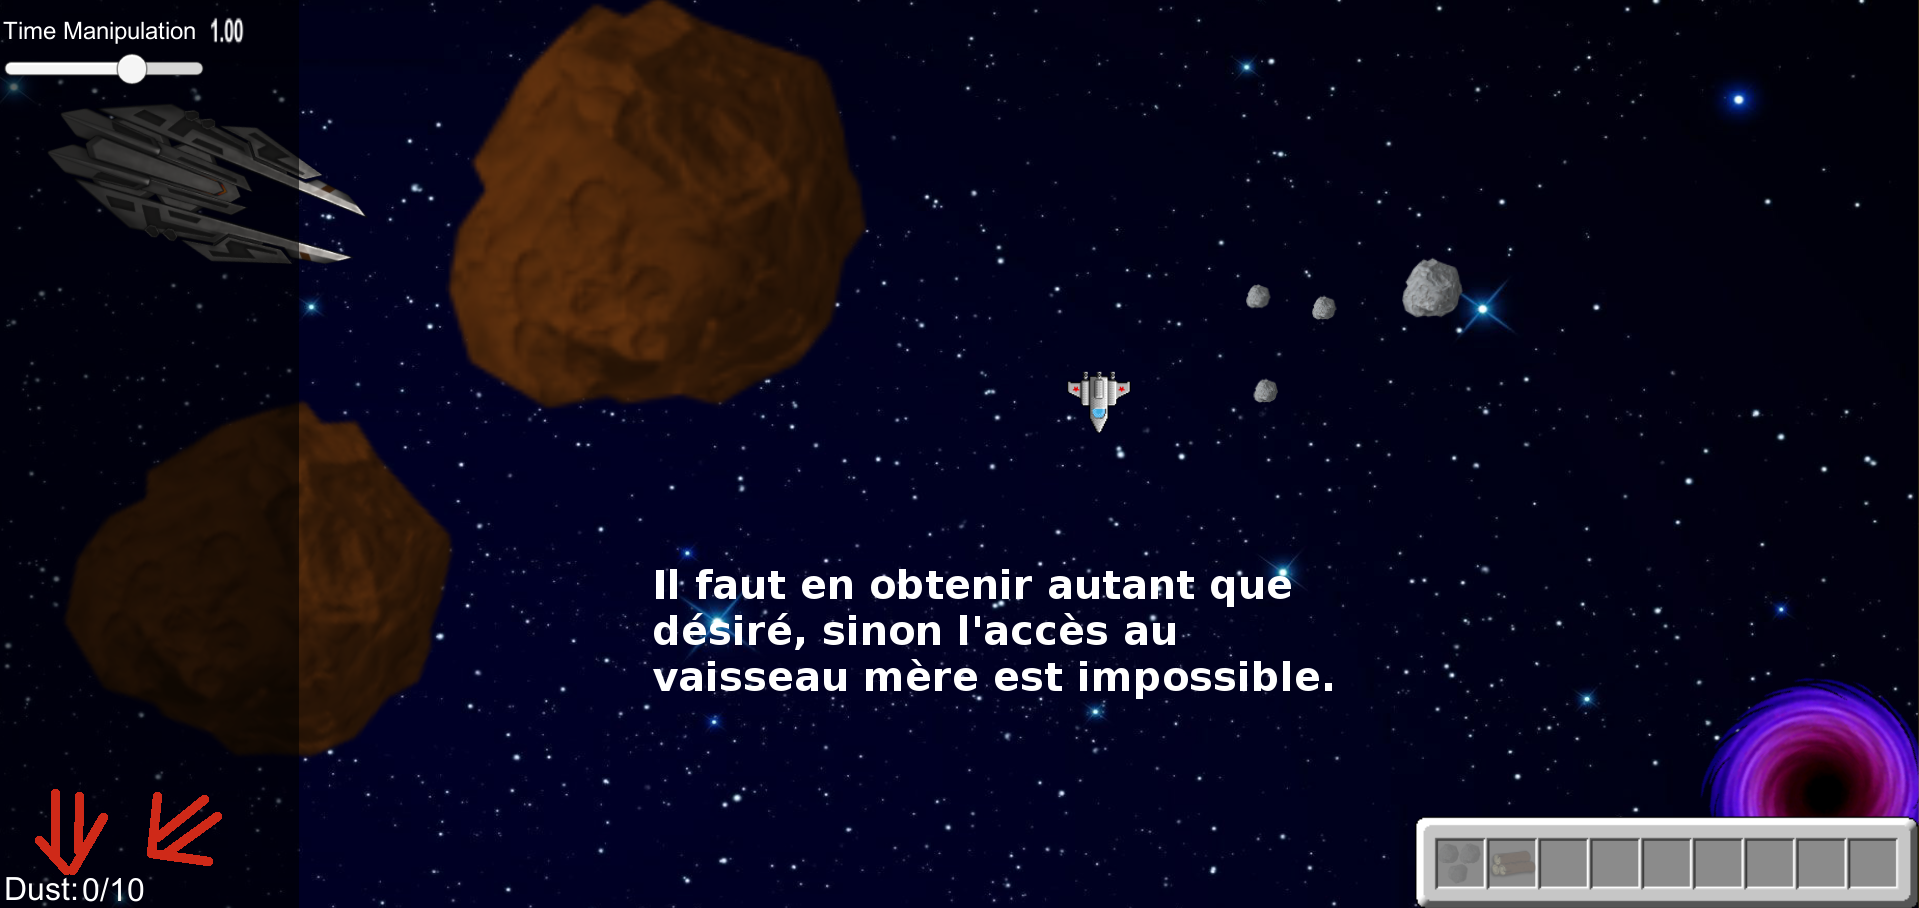 Time Manipulation 1.00
Il faut en obtenir autant que
désiré, sinon l'accès au
vaisseau mère est impossible.
Dust: 0/10